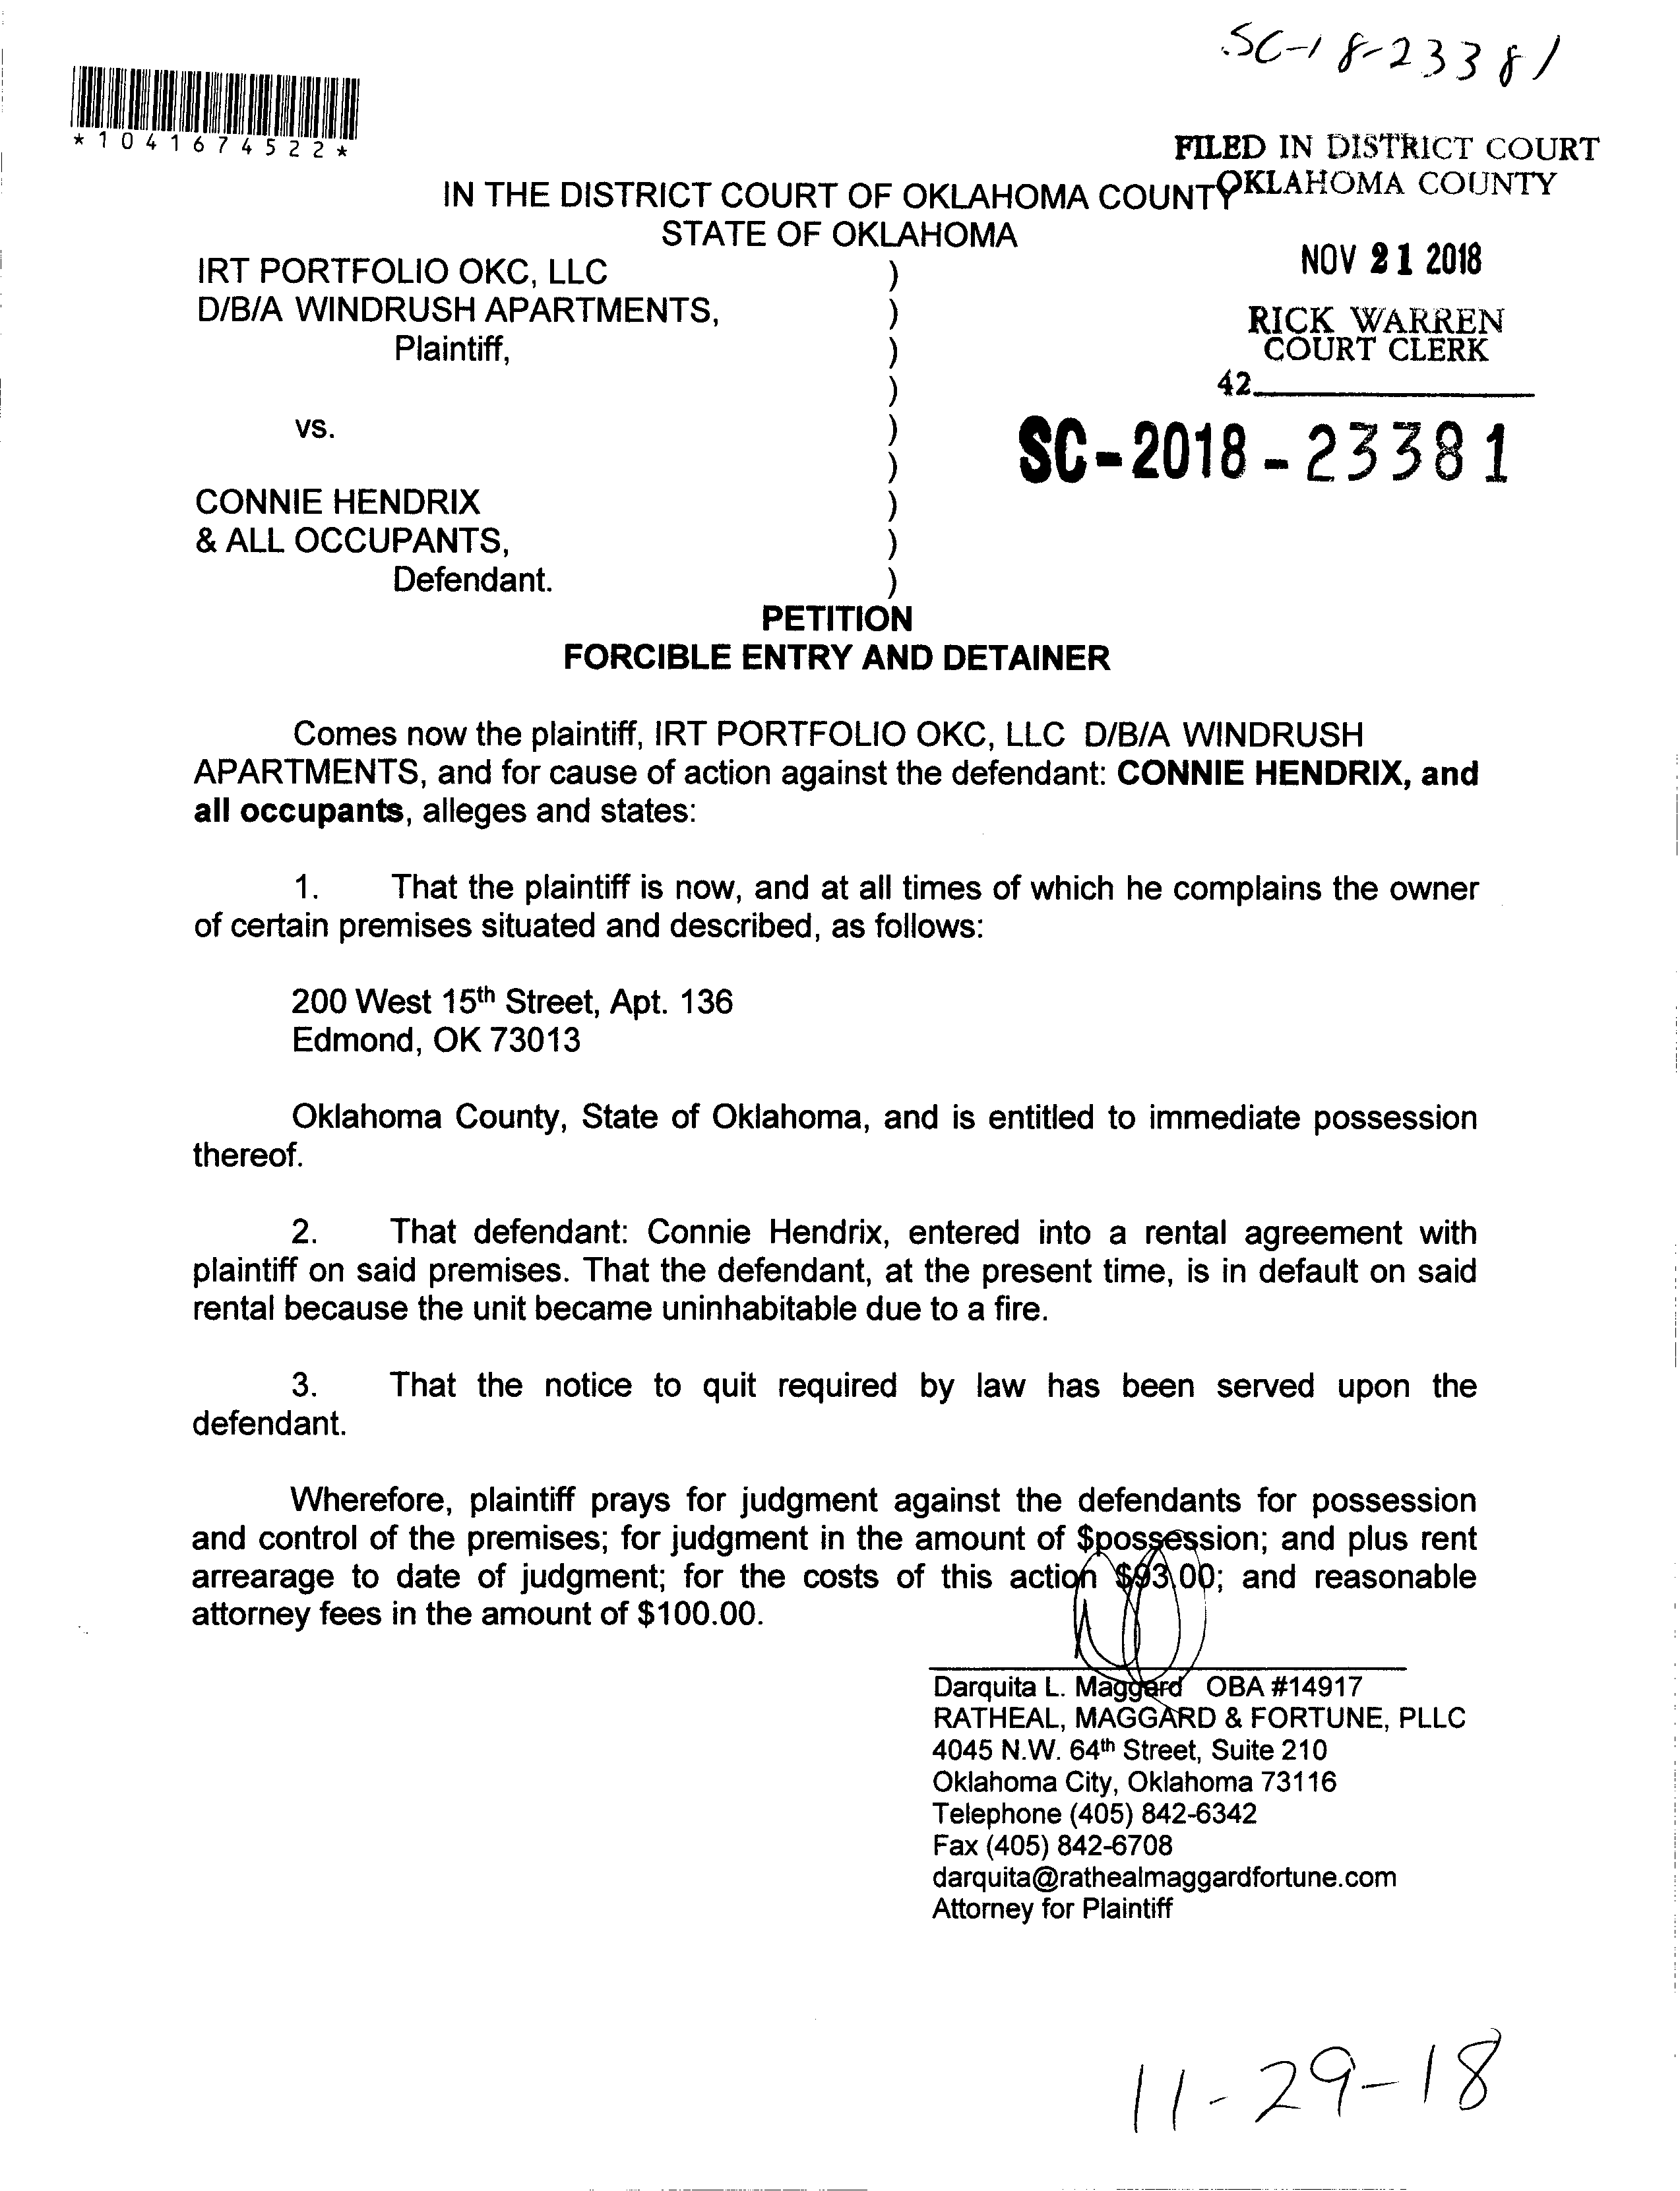 SC-18-23381
*1041674522*
FILED IN DISTRICT COURT
OKLAHOMA COUNTY
IN THE DISTRICT COURT OF OKLAHOMA COUNTY
STATE OF OKLAHOMA
NOV 21 2018
IRT PORTFOLIO OKC, LLC )
D/B/A WINDRUSH APARTMENTS, )
Plaintiff, )
)
RICK WARREN
COURT CLERK
42
vs. )
)
SC-2018-23381
CONNIE HENDRIX )
& ALL OCCUPANTS, )
Defendant. )
PETITION
FORCIBLE ENTRY AND DETAINER
Comes now the plaintiff, IRT PORTFOLIO OKC, LLC D/B/A WINDRUSH
APARTMENTS, and for cause of action against the defendant: CONNIE HENDRIX, and
all occupants, alleges and states:
1. That the plaintiff is now, and at all times of which he complains the owner
of certain premises situated and described, as follows:
200 West 15th Street, Apt. 136
Edmond, OK 73013
Oklahoma County, State of Oklahoma, and is entitled to immediate possession
thereof.
2. That defendant: Connie Hendrix, entered into a rental agreement with
plaintiff on said premises. That the defendant, at the present time, is in default on said
rental because the unit became uninhabitable due to a fire.
3. That the notice to quit required by law has been served upon the
defendant.
Wherefore, plaintiff prays for judgment against the defendants for possession
and control of the premises; for judgment in the amount of $possession; and plus rent
arrearage to date of judgment; for the costs of this action $93.00; and reasonable
attorney fees in the amount of $100.00.
Darquita L. Maggard OBA #14917
RATHEAL, MAGGARD & FORTUNE, PLLC
4045 N.W. 64th Street, Suite 210
Oklahoma City, Oklahoma 73116
Telephone (405) 842-6342
Fax (405) 842-6708
darquita@rathealmaggardfortune.com
Attorney for Plaintiff
11-29-18